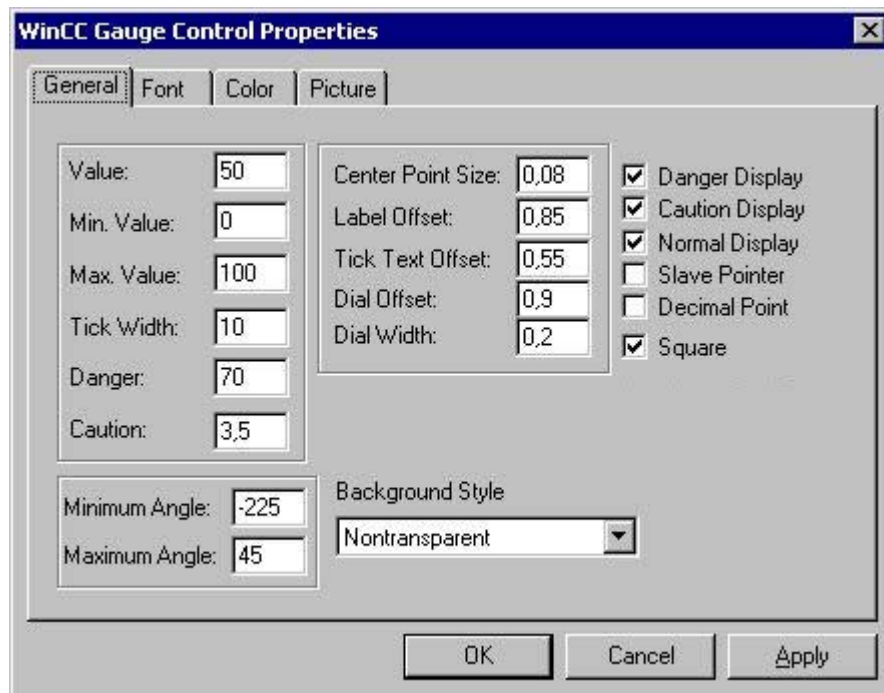 WinCC Gauge Control Properties
General Font Color Picture
Value: 50
Min. Value: 0
Max. Value: 100
Tick Width: 10
Danger: 70
Caution: 3,5
Center Point Size: 0,08
Label Offset: 0,85
Tick Text Offset: 0,55
Dial Offset: 0,9
Dial Width: 0,2
Danger Display
Caution Display
Normal Display
Slave Pointer
Decimal Point
Square
Minimum Angle: -225
Maximum Angle: 45
Background Style
Nontransparent
OK Cancel Apply